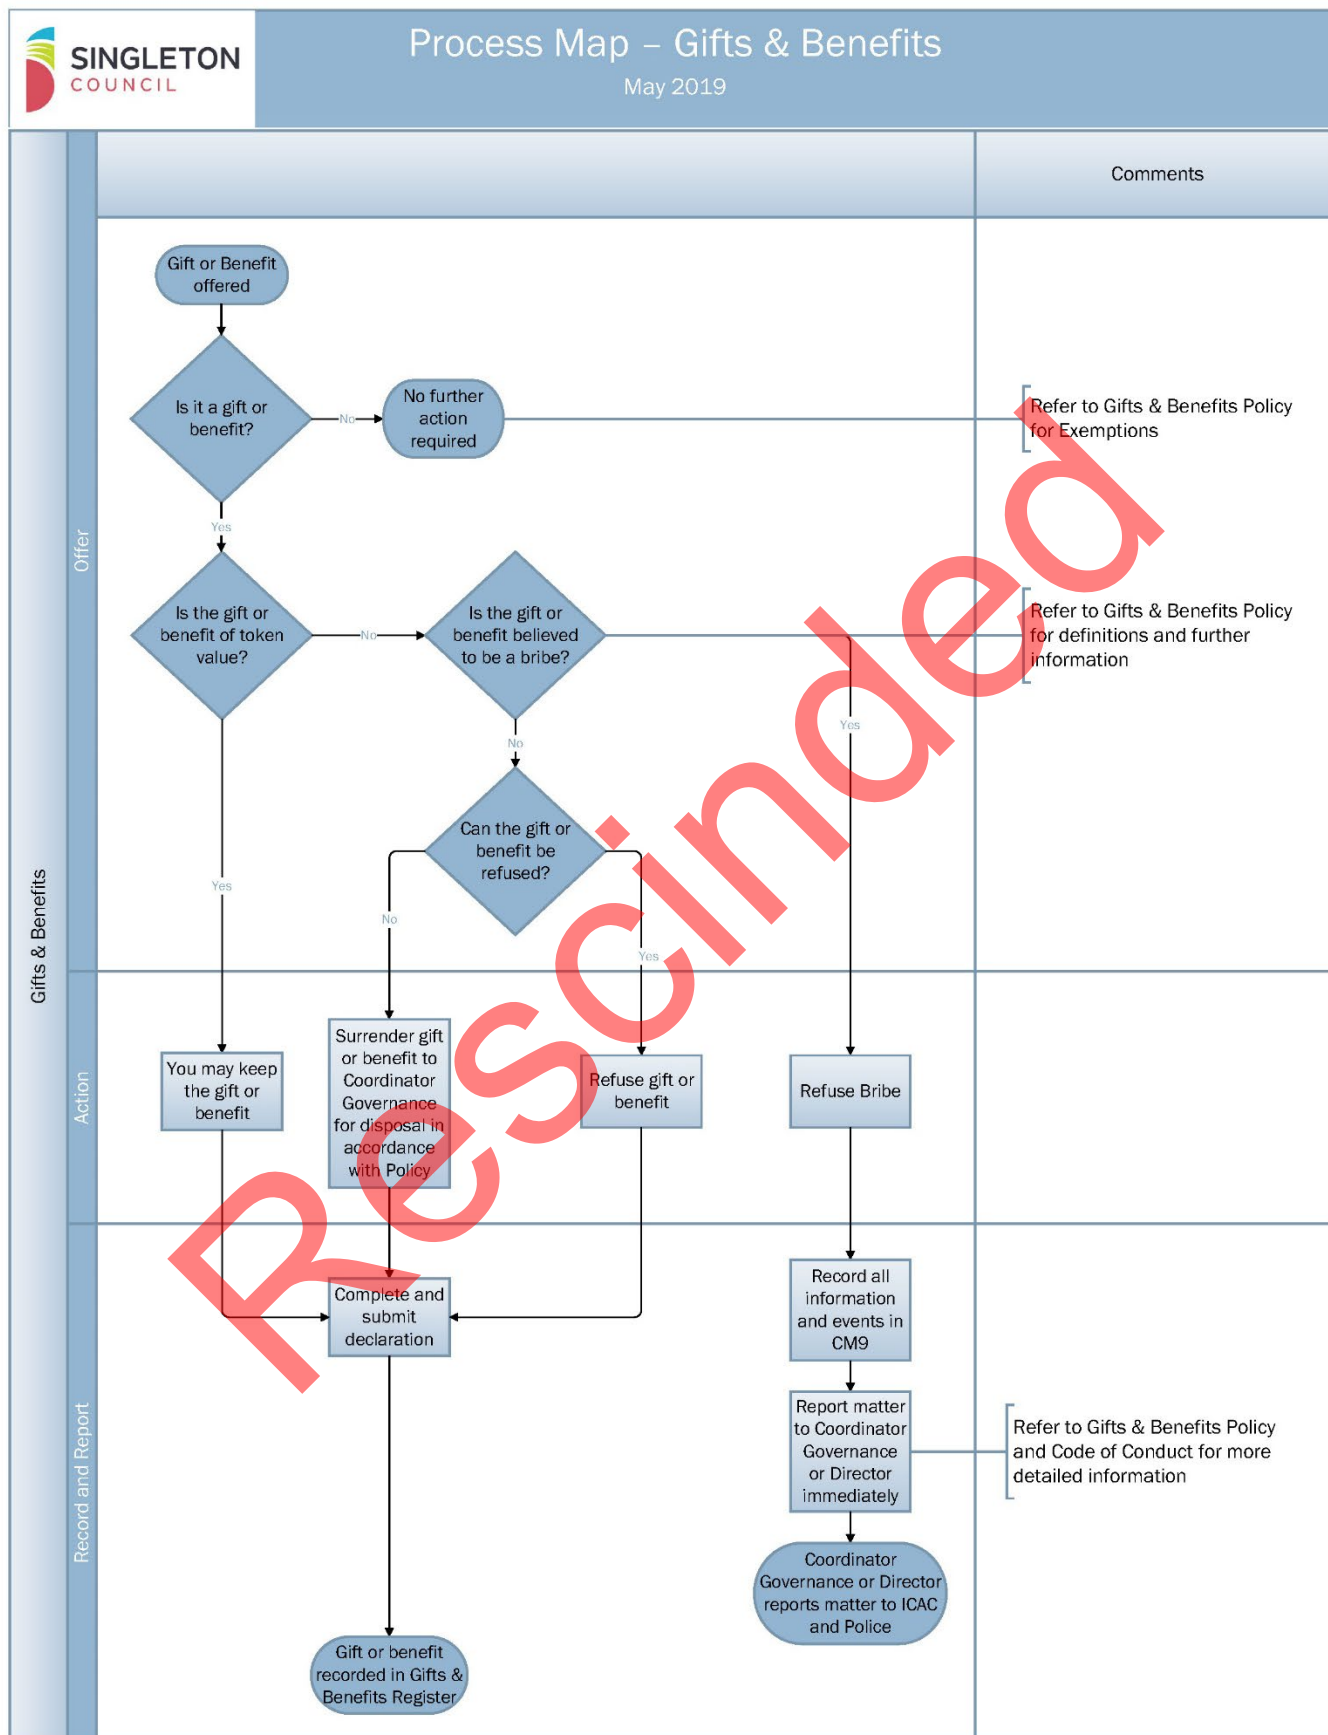 SINGLETON
COUNCIL
Process Map – Gifts & Benefits
May 2019
Comments
Gifts & Benefits
Offer
Gift or Benefit
offered
Is it a gift or
benefit?
No
No further
action
required
Refer to Gifts & Benefits Policy
for Exemptions
Yes
Is the gift or
benefit of token
value?
No
Is the gift or
benefit believed
to be a bribe?
Refer to Gifts & Benefits Policy
for definitions and further
information
Yes
No
Can the gift or
benefit be
refused?
Yes
No
Yes
Action
You may keep
the gift or
benefit
Surrender gift
or benefit to
Coordinator
Governance
for disposal in
accordance
with Policy
Refuse gift or
benefit
Refuse Bribe
Record and Report
Complete and
submit
declaration
Record all
information
and events in
CM9
Report matter
to Coordinator
Governance
or Director
immediately
Refer to Gifts & Benefits Policy
and Code of Conduct for more
detailed information
Coordinator
Governance or Director
reports matter to ICAC
and Police
Gift or benefit
recorded in Gifts &
Benefits Register
Rescinded